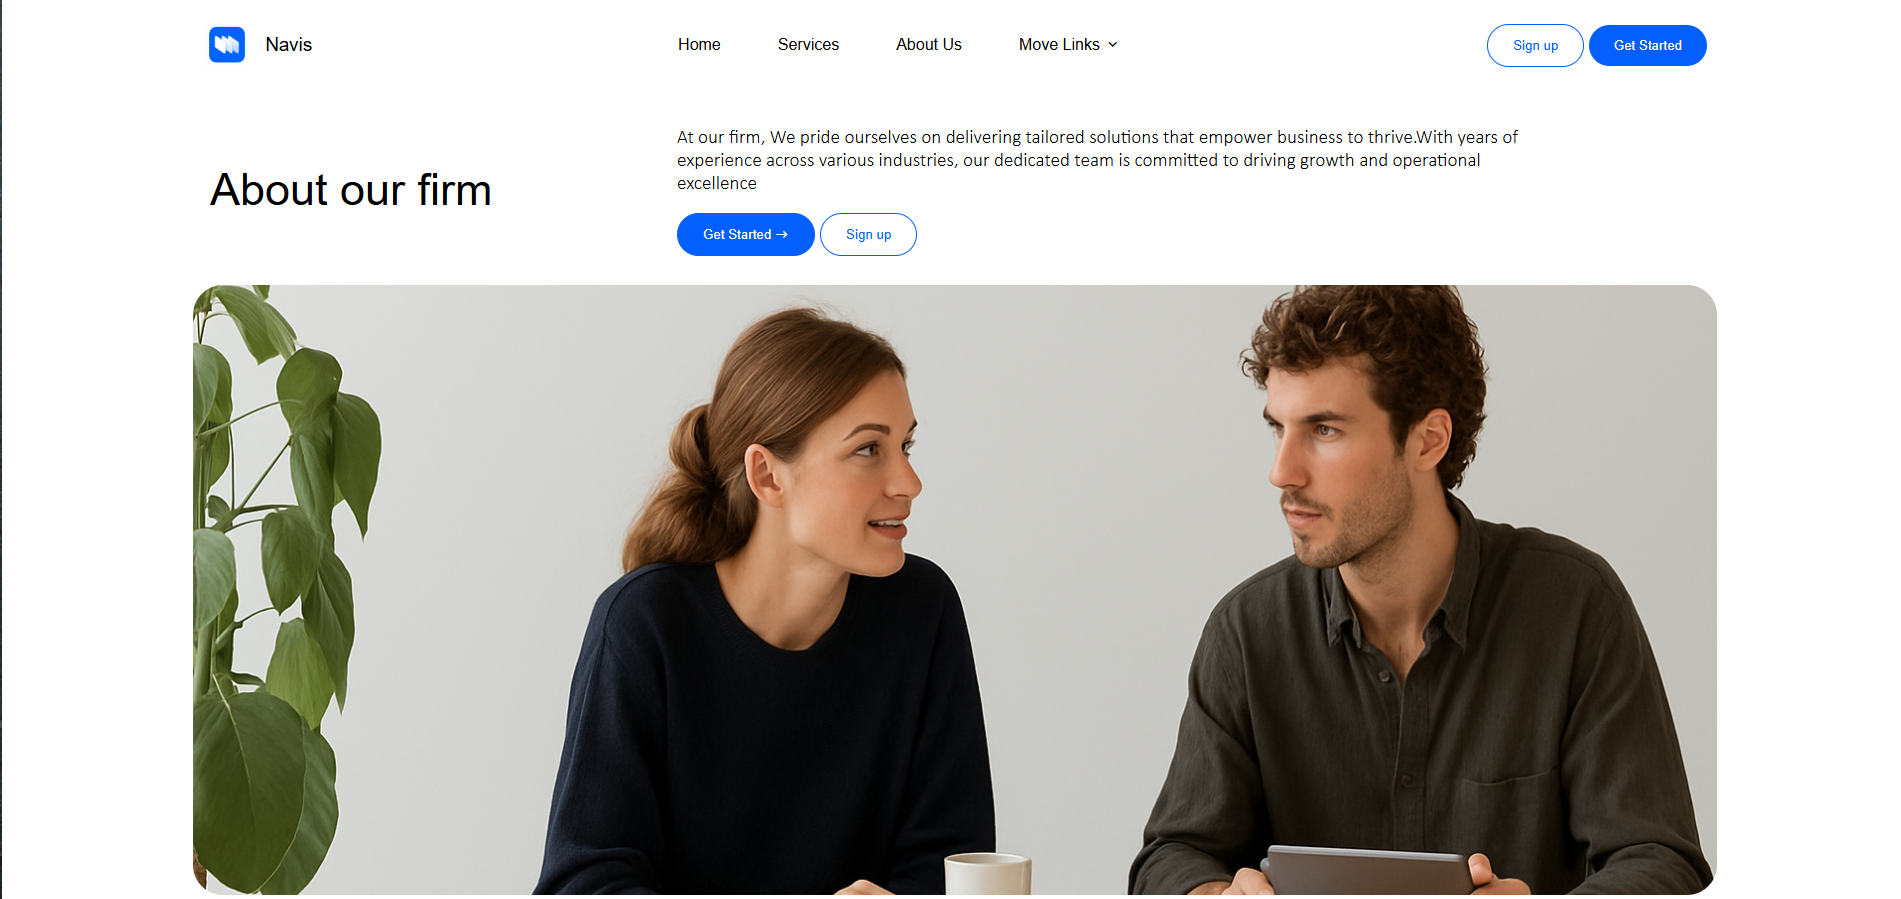 Navis
Home
Services
About Us
Move Links
Sign up
Get Started
About our firm
At our firm, We pride ourselves on delivering tailored solutions that empower business to thrive.With years of
experience across various industries, our dedicated team is committed to driving growth and operational
excellence
Get Started →
Sign up